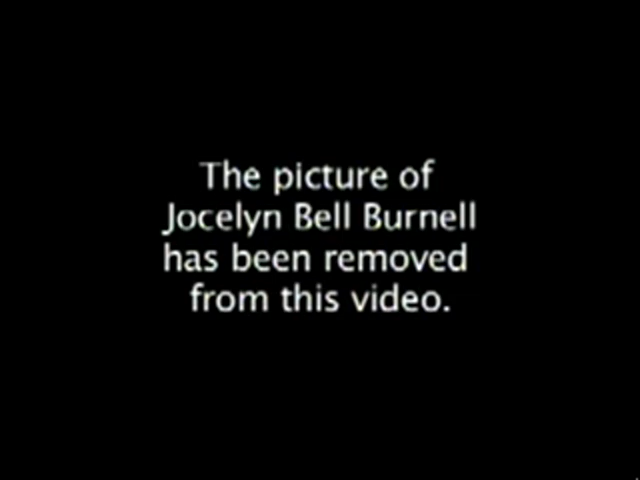 The picture of
Jocelyn Bell Burnell
has been removed
from this video.